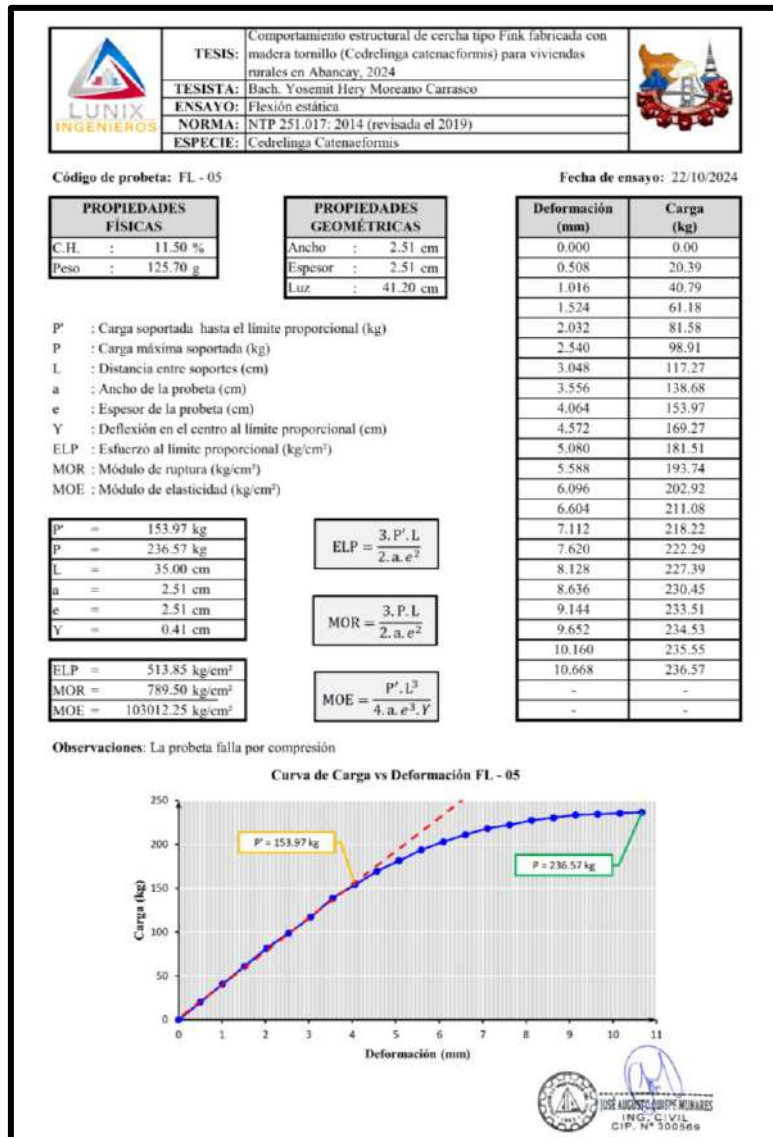 LUNIX
INGENIEROS
TESIS: Comportamiento estructural de cercha tipo Fink fabricada con madera tornillo (Cedrelinga catenaeformis) para viviendas rurales en Abancay, 2024
TESISTA: Bach. Yosemit Hery Moreano Carrasco
ENSAYO: Flexión estática
NORMA: NTP 251.017: 2014 (revisada el 2019)
ESPECIE: Cedrelinga Catenaeformis
Código de probeta: FL - 05
Fecha de ensayo: 22/10/2024
PROPIEDADES
FÍSICAS
C.H. : 11.50 %
Peso : 125.70 g
PROPIEDADES
GEOMÉTRICAS
Ancho : 2.51 cm
Espesor : 2.51 cm
Luz : 41.20 cm
P' : Carga soportada hasta el límite proporcional (kg)
P : Carga máxima soportada (kg)
L : Distancia entre soportes (cm)
a : Ancho de la probeta (cm)
e : Espesor de la probeta (cm)
Y : Deflexión en el centro al límite proporcional (cm)
ELP : Esfuerzo al límite proporcional (kg/cm²)
MOR : Módulo de ruptura (kg/cm²)
MOE : Módulo de elasticidad (kg/cm²)
P' = 153.97 kg
P = 236.57 kg
L = 35.00 cm
a = 2.51 cm
e = 2.51 cm
Y = 0.41 cm
ELP = 513.85 kg/cm²
MOR = 789.50 kg/cm²
MOE = 103012.25 kg/cm²
ELP = 3. P'. L / 2. a. e²
MOR = 3. P. L / 2. a. e²
MOE = P'. L³ / 4. a. e³. Y
Deformación (mm) Carga (kg)
0.000 0.00
0.508 20.39
1.016 40.79
1.524 61.18
2.032 81.58
2.540 98.91
3.048 117.27
3.556 138.68
4.064 153.97
4.572 169.27
5.080 181.51
5.588 193.74
6.096 202.92
6.604 211.08
7.112 218.22
7.620 222.29
8.128 227.39
8.636 230.45
9.144 233.51
9.652 234.53
10.160 235.55
10.668 236.57
- -
- -
Observaciones: La probeta falla por compresión
Curva de Carga vs Deformación FL - 05
Carga (kg)
250
200
150
100
50
0
P' = 153.97 kg
P = 236.57 kg
0 1 2 3 4 5 6 7 8 9 10 11
Deformación (mm)
JOSÉ AUGUSTO QUISPE MUNARES
ING. CIVIL
CIP. N° 300569